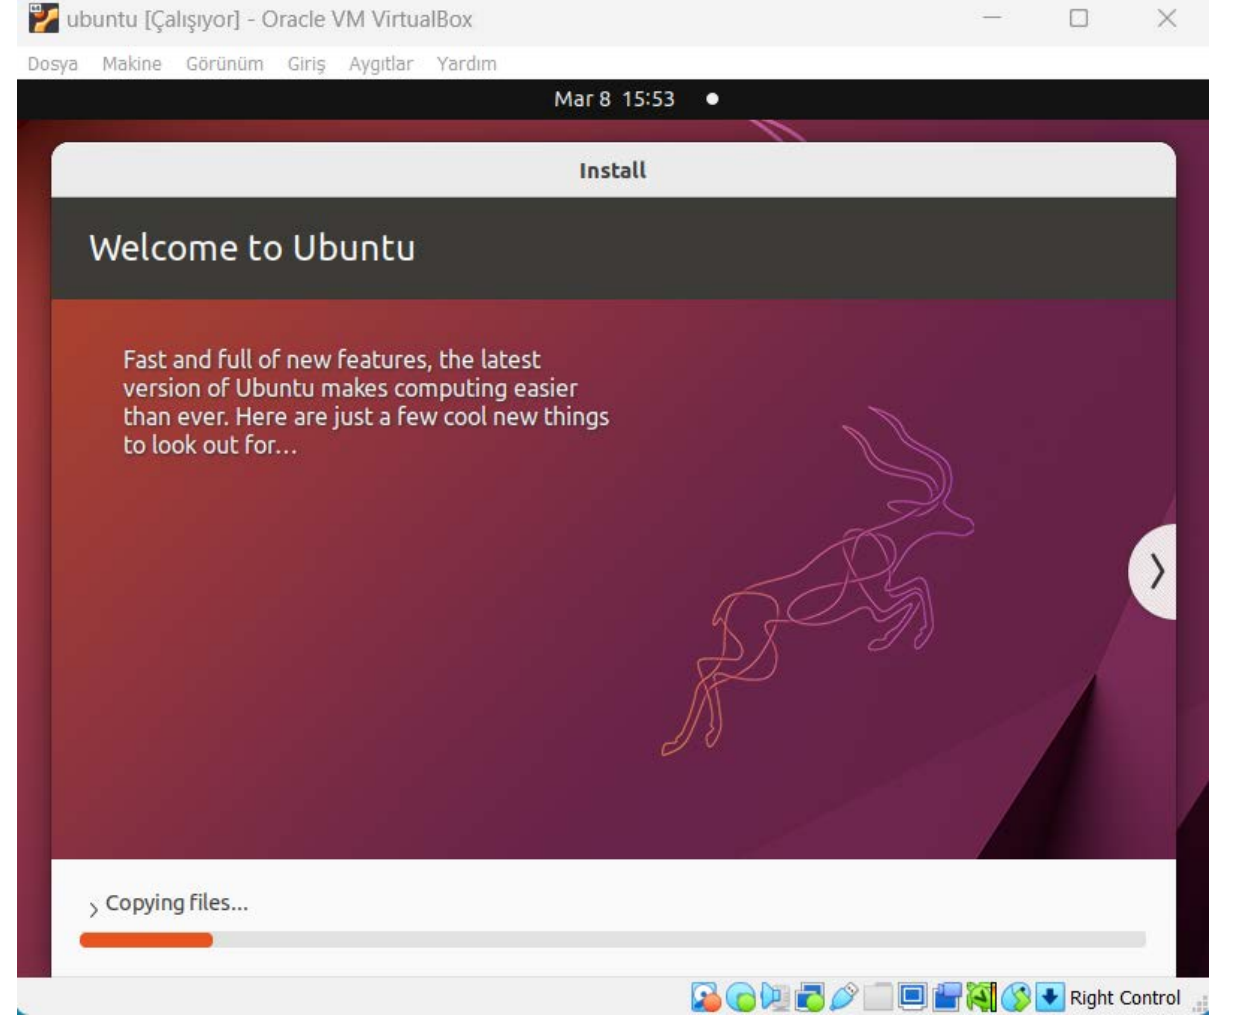 ubuntu [Çalışıyor] - Oracle VM VirtualBox
Dosya Makine Görünüm Giriş Aygıtlar Yardım
Mar 8 15:53
Install
Welcome to Ubuntu
Fast and full of new features, the latest
version of Ubuntu makes computing easier
than ever. Here are just a few cool new things
to look out for...
Copying files...
Right Control